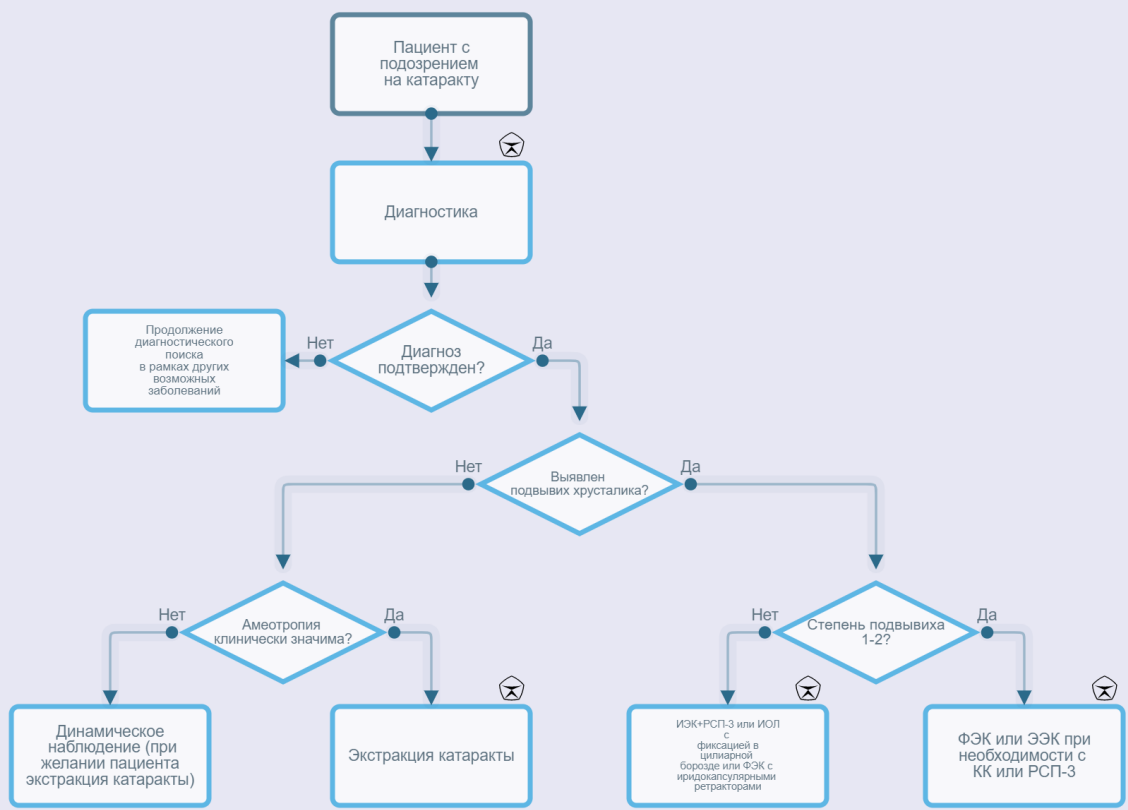 Пациент с
подозрением
на катаракту
Диагностика
Продолжение
диагностического
поиска
в рамках других
возможных
заболеваний
Нет
Диагноз
подтвержден?
Да
Нет
Выявлен
подвывих хрусталика?
Да
Нет
Амеотропия
клинически значима?
Да
Нет
Степень подвывиха
1-2?
Да
Динамическое
наблюдение (при
желании пациента
экстракция катаракты)
Экстракция катаракты
ИЭК+РСП-3 или ИОЛ
с
фиксацией в
цилиарной
борозде или ФЭК с
иридокапсулярными
ретракторами
ФЭК или ЭЭК при
необходимости с
КК или РСП-3